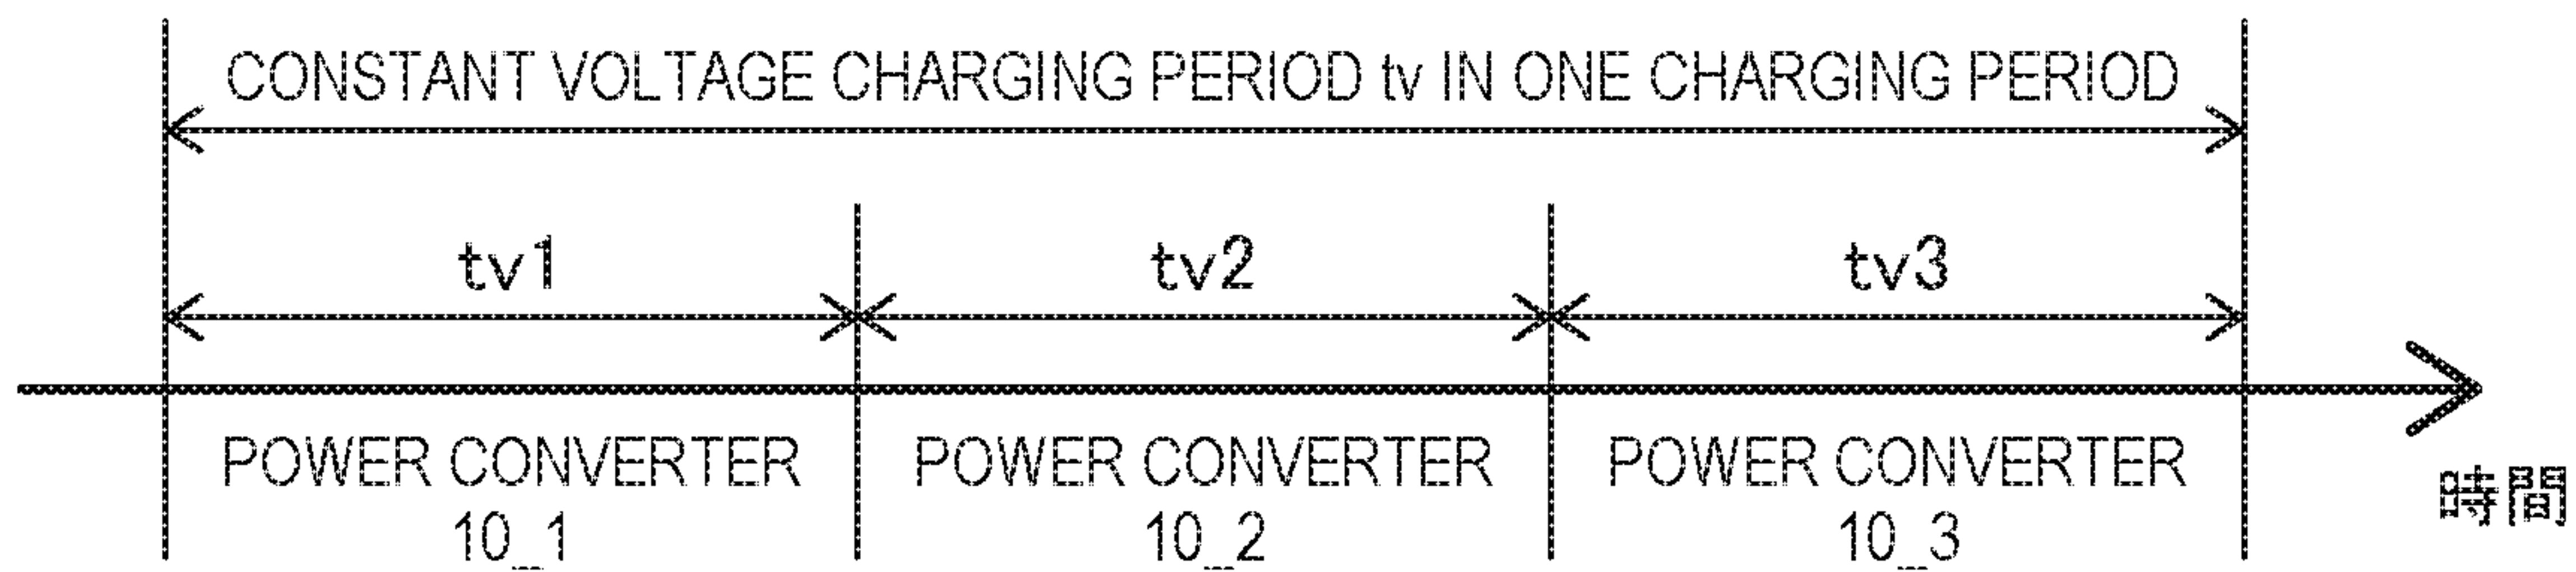 CONSTANT VOLTAGE CHARGING PERIOD tv IN ONE CHARGING PERIOD
tv1
tv2
tv3
POWER CONVERTER
10_1
POWER CONVERTER
10_2
POWER CONVERTER
10_3
時間